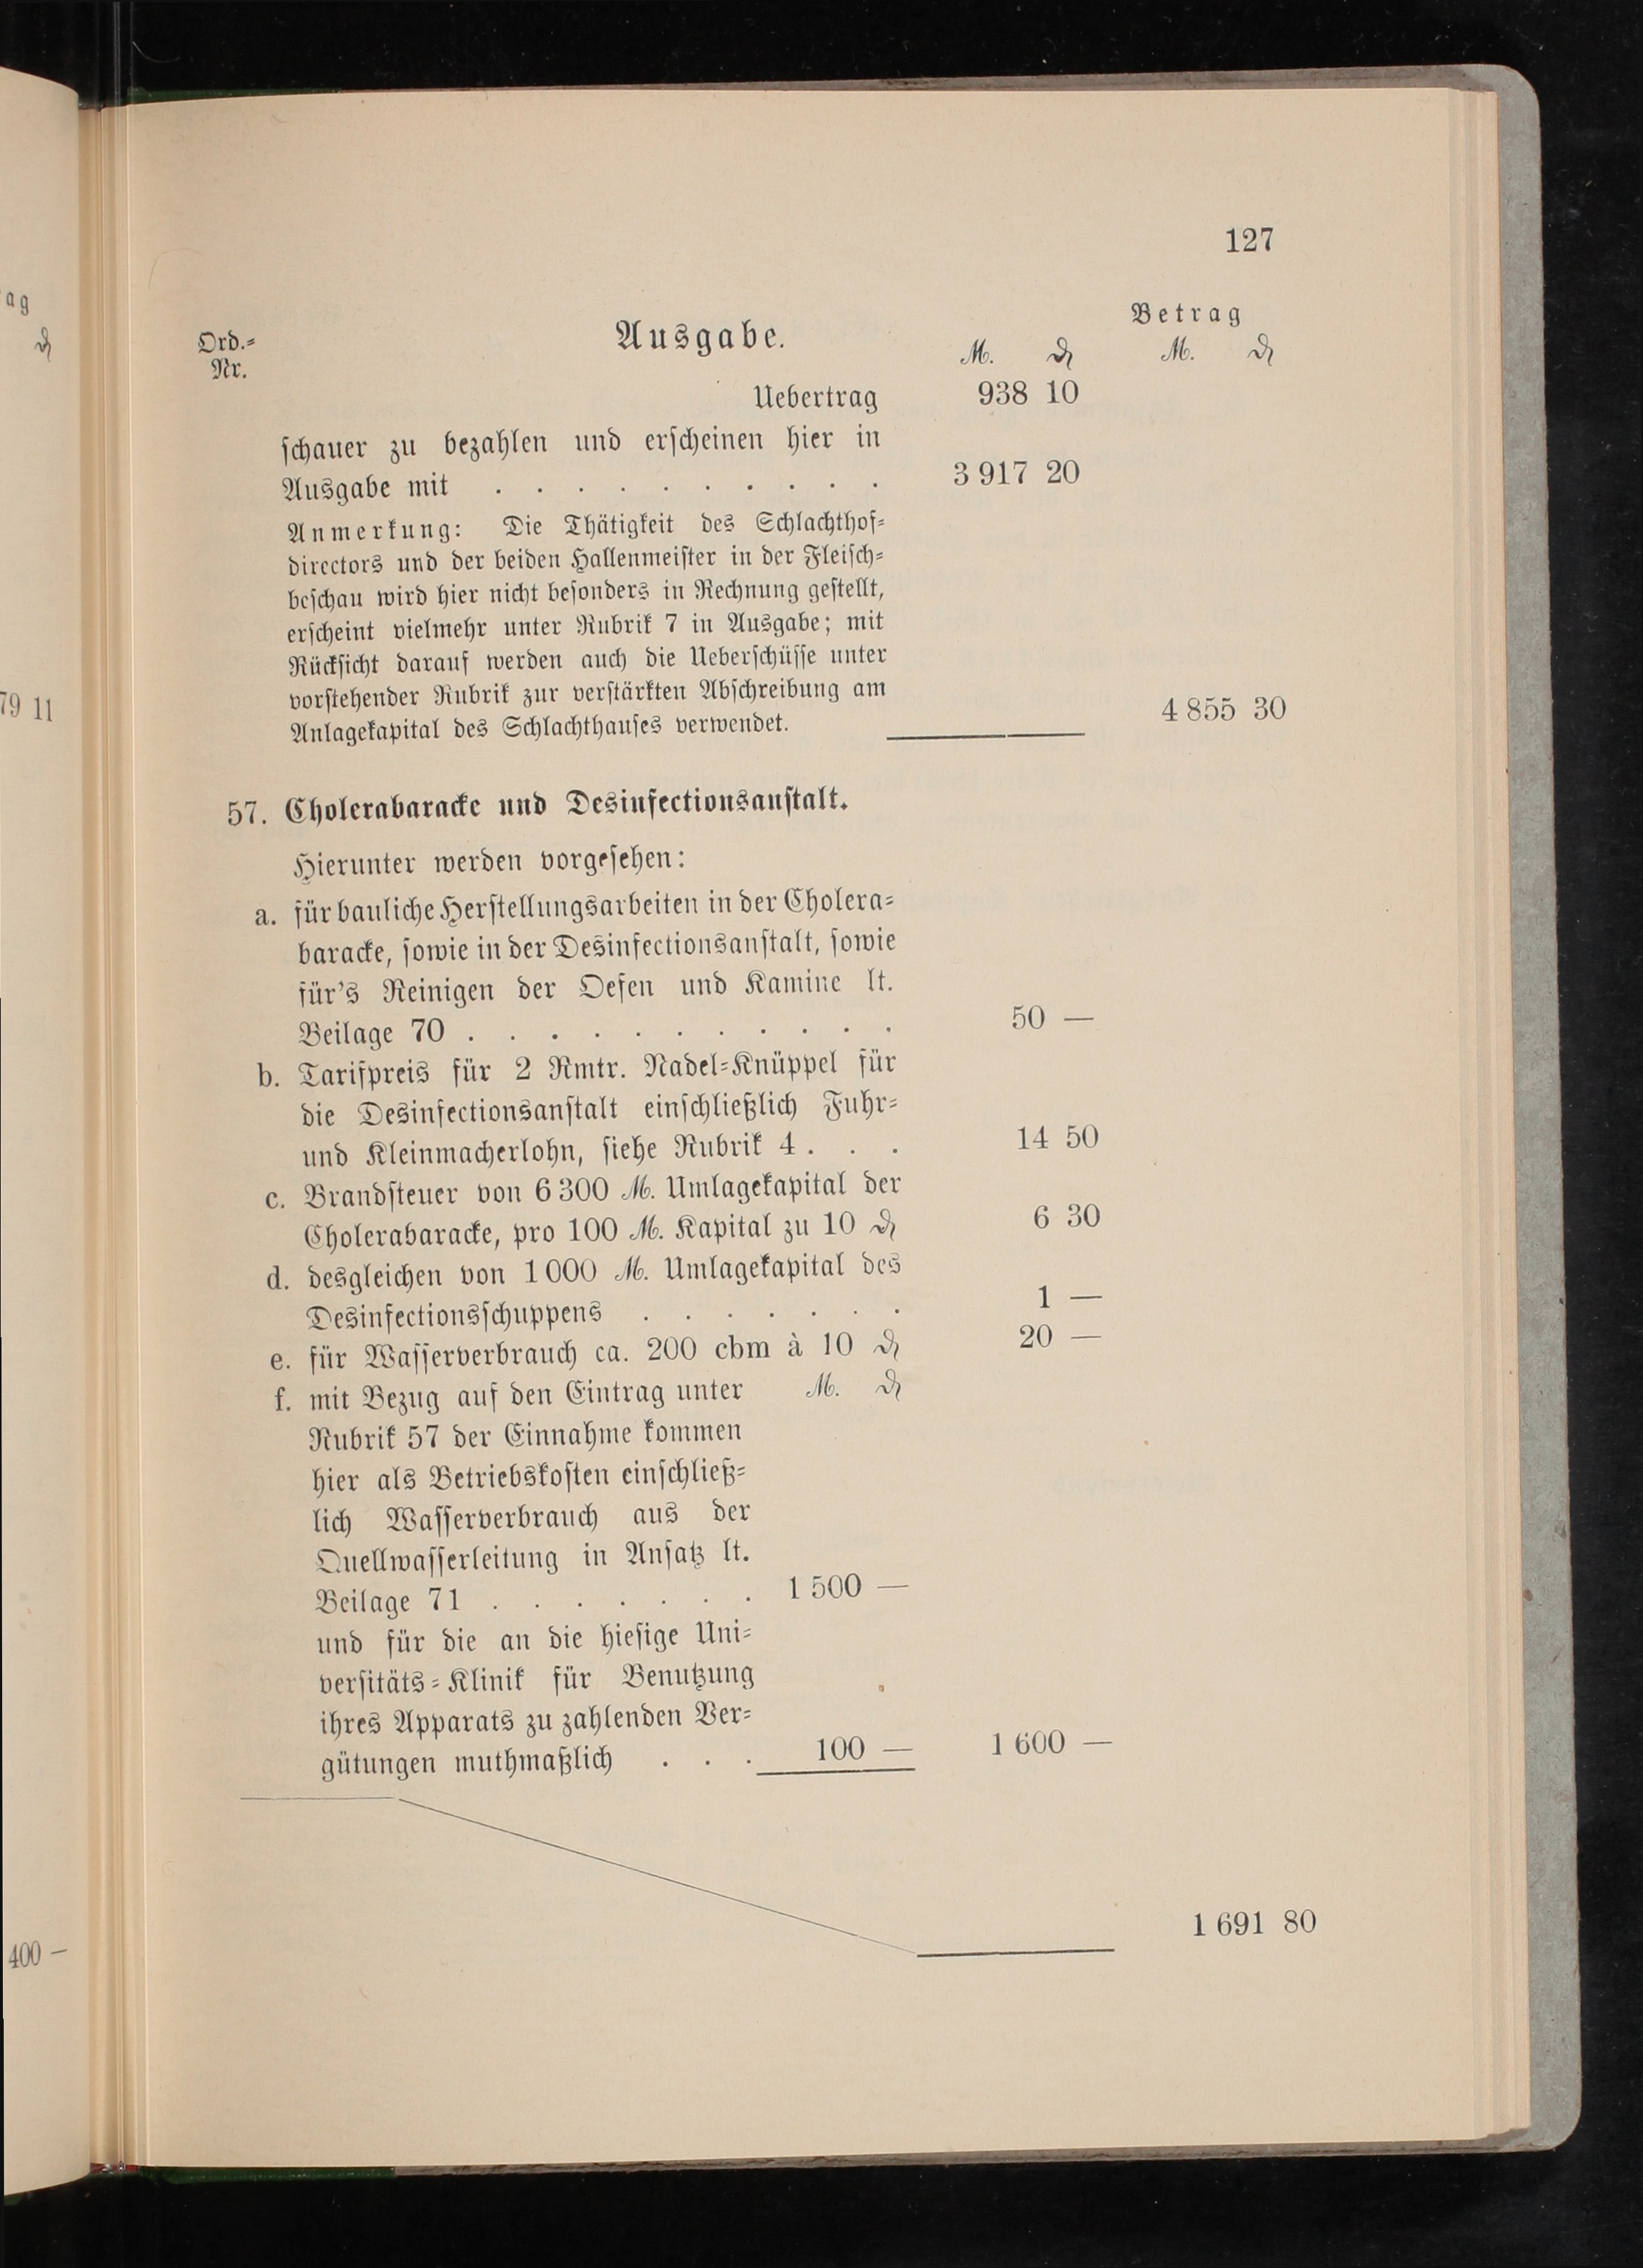 127
ag
₰
79 11
400 —
Ord.=
Nr.
Ausgabe.
Betrag
M. ₰ M. ₰
Uebertrag 938 10
schauer zu bezahlen und erscheinen hier in
Ausgabe mit . . . . . . . . . . 3 917 20
Anmerkung: Die Thätigkeit des Schlachthof=
directors und der beiden Hallenmeister in der Fleisch=
beschau wird hier nicht besonders in Rechnung gestellt,
erscheint vielmehr unter Rubrik 7 in Ausgabe; mit
Rücksicht darauf werden auch die Ueberschüsse unter
vorstehender Rubrik zur verstärkten Abschreibung am
Anlagekapital des Schlachthauses verwendet. 4 855 30
57. Cholerabaracke und Desinfectionsanstalt.
Hierunter werden vorgesehen:
a. für bauliche Herstellungsarbeiten in der Cholera=
baracke, sowie in der Desinfectionsanstalt, sowie
für's Reinigen der Oefen und Kamine lt.
Beilage 70 . . . . . . . . . . . 50 —
b. Tarifpreis für 2 Rmtr. Nadel=Knüppel für
die Desinfectionsanstalt einschließlich Fuhr=
und Kleinmacherlohn, siehe Rubrik 4 . . . 14 50
c. Brandsteuer von 6 300 M. Umlagekapital der
Cholerabaracke, pro 100 M. Kapital zu 10 ₰ 6 30
d. desgleichen von 1 000 M. Umlagekapital des
Desinfectionsschuppens . . . . . . . 1 —
e. für Wasserverbrauch ca. 200 cbm à 10 ₰ 20 —
f. mit Bezug auf den Eintrag unter M. ₰
Rubrik 57 der Einnahme kommen
hier als Betriebskosten einschließ=
lich Wasserverbrauch aus der
Quellwasserleitung in Ansatz lt.
Beilage 71 . . . . . . . 1 500 —
und für die an die hiesige Uni=
versitäts=Klinik für Benutzung
ihres Apparats zu zahlenden Ver=
gütungen muthmaßlich . . . 100 — 1 600 —
1 691 80